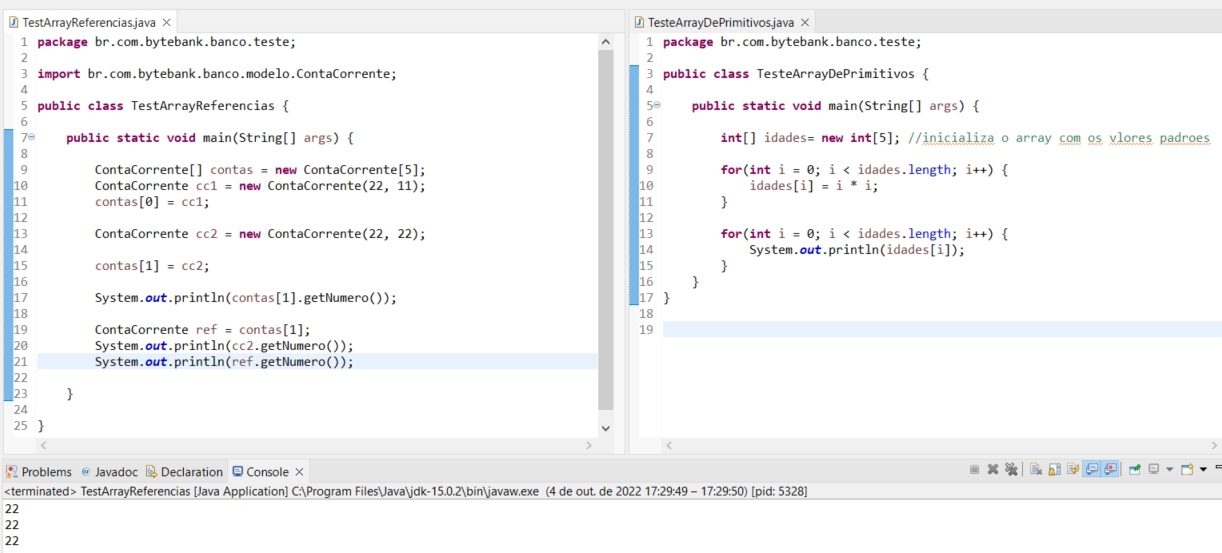 TestArrayReferencias.java
1 package br.com.bytebank.banco.teste;
2
3 import br.com.bytebank.banco.modelo.ContaCorrente;
4
5 public class TestArrayReferencias {
6
7 public static void main(String[] args) {
8
9 ContaCorrente[] contas = new ContaCorrente[5];
10 ContaCorrente cc1 = new ContaCorrente(22, 11);
11 contas[0] = cc1;
12
13 ContaCorrente cc2 = new ContaCorrente(22, 22);
14
15 contas[1] = cc2;
16
17 System.out.println(contas[1].getNumero());
18
19 ContaCorrente ref = contas[1];
20 System.out.println(cc2.getNumero());
21 System.out.println(ref.getNumero());
22
23 }
24
25 }
TesteArrayDePrimitivos.java
1 package br.com.bytebank.banco.teste;
2
3 public class TesteArrayDePrimitivos {
4
5 public static void main(String[] args) {
6
7 int[] idades= new int[5]; //inicializa o array com os vlores padroes
8
9 for(int i = 0; i < idades.length; i++) {
10 idades[i] = i * i;
11 }
12
13 for(int i = 0; i < idades.length; i++) {
14 System.out.println(idades[i]);
15 }
16 }
17 }
18
19
Problems Javadoc Declaration Console
<terminated> TestArrayReferencias [Java Application] C:\Program Files\Java\jdk-15.0.2\bin\javaw.exe (4 de out. de 2022 17:29:49 – 17:29:50) [pid: 5328]
22
22
22